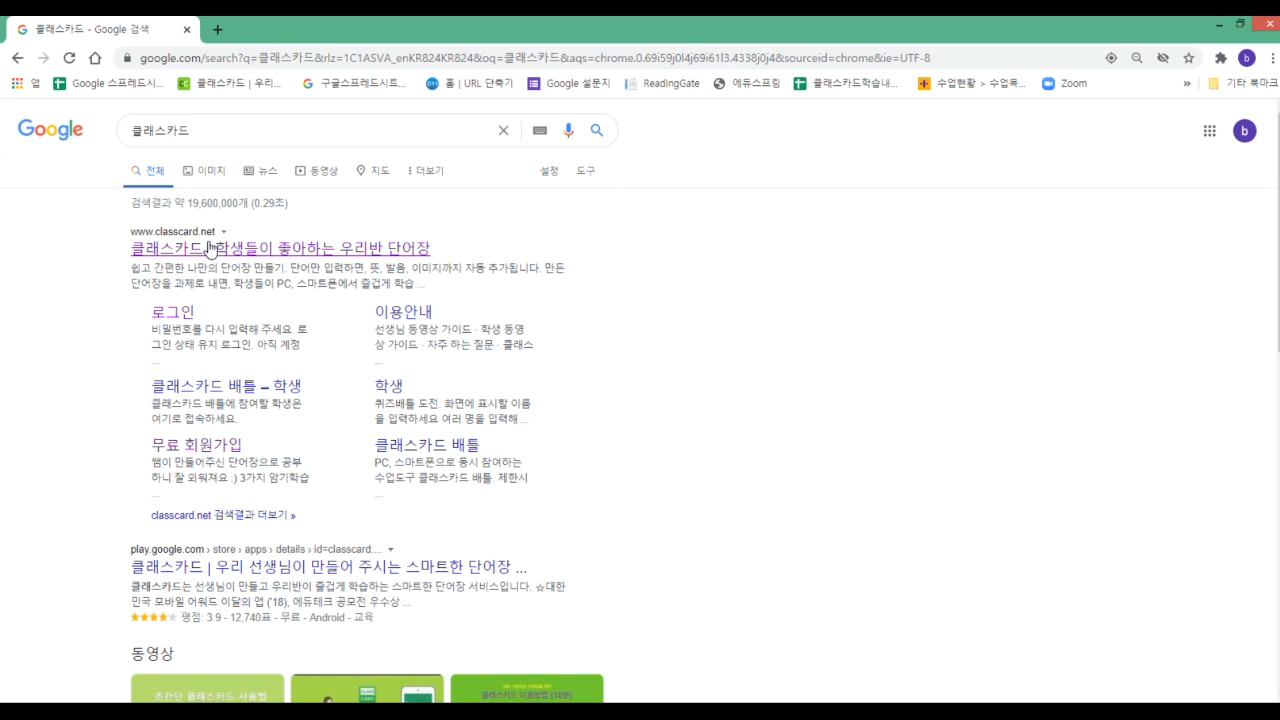 클래스카드 - Google 검색
google.com/search?q=클래스카드&rlz=1C1ASVA_enKR824KR824&oq=클래스카드&aqs=chrome.0.69i59j0l4j69i61l3.4338j0j4&sourceid=chrome&ie=UTF-8
b
앱 Google 스프레드시... 클래스카드 | 우리... 구글스프레드시트... 홈 | URL 단축기 Google 설문지 ReadingGate 에듀스프링 클래스카드학습내... 수업현황 > 수업목... Zoom » 기타 북마크
Google 클래스카드 b
전체 이미지 뉴스 동영상 지도 더보기 설정 도구
검색결과 약 19,600,000개 (0.29초)
www.classcard.net
클래스카드 학생들이 좋아하는 우리반 단어장
쉽고 간편한 나만의 단어장 만들기. 단어만 입력하면, 뜻, 발음, 이미지까지 자동 추가됩니다. 만든
단어장을 과제로 내면, 학생들이 PC, 스마트폰에서 즐겁게 학습 ...
로그인
비밀번호를 다시 입력해 주세요. 로
그인 상태 유지 로그인. 아직 계정
...
이용안내
선생님 동영상 가이드 · 학생 동영
상 가이드 · 자주 하는 질문 · 클래스
...
클래스카드 배틀 – 학생
클래스카드 배틀에 참여할 학생은
여기로 접속하세요.
학생
퀴즈배틀 도전. 화면에 표시할 이름
을 입력하세요 여러 명을 입력해 ...
무료 회원가입
쌤이 만들어주신 단어장으로 공부
하니 잘 외워져요 :) 3가지 암기학습
...
클래스카드 배틀
PC, 스마트폰으로 동시 참여하는
수업도구 클래스카드 배틀. 제한시
...
classcard.net 검색결과 더보기 »
play.google.com › store › apps › details › id=classcard....
클래스카드 | 우리 선생님이 만들어 주시는 스마트한 단어장 ...
클래스카드는 선생님이 만들고 우리반이 즐겁게 학습하는 스마트한 단어장 서비스입니다. ☆대한
민국 모바일 어워드 이달의 앱 ('18), 에듀테크 공모전 우수상 ...
평점: 3.9 - 12,740표 - 무료 - Android - 교육
동영상
초간단 클래스카드 사용법
CLASS CARD
클래스카드 이용방법 (10분)